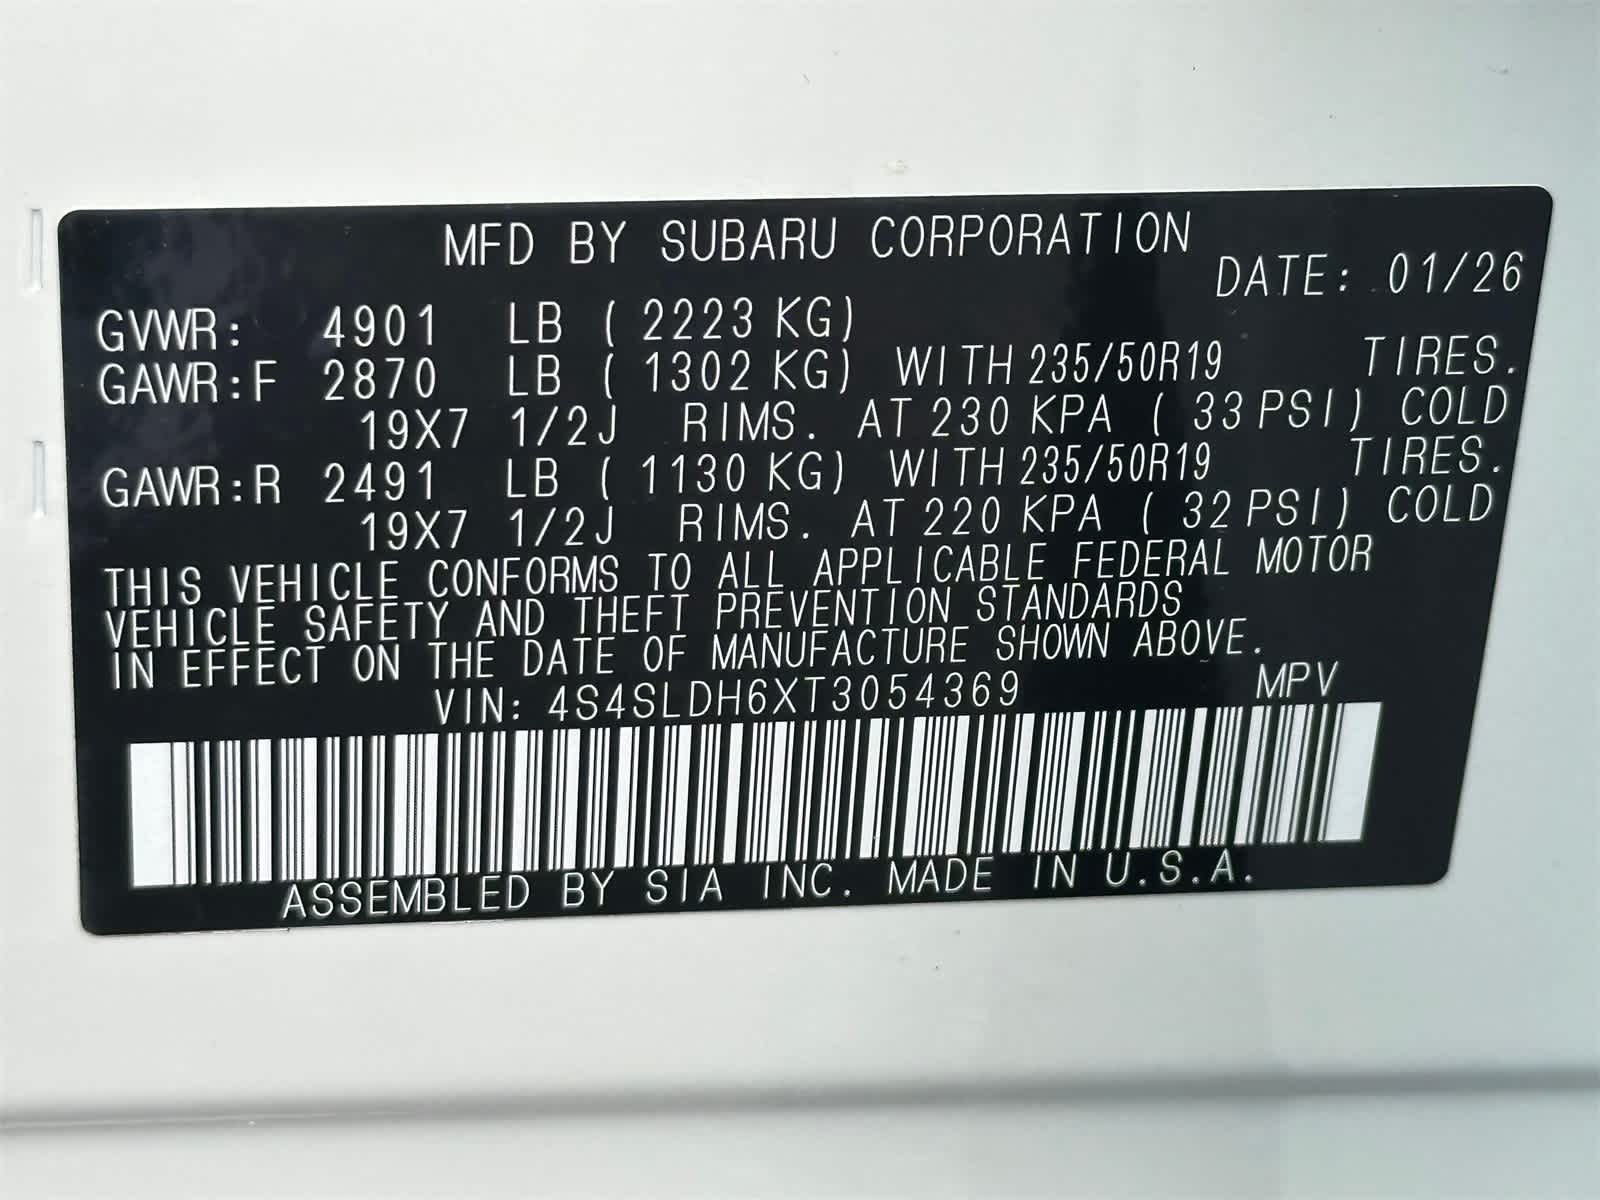 MFD BY SUBARU CORPORATION
DATE: 01/26
GVWR: 4901 LB ( 2223 KG)
GAWR:F 2870 LB ( 1302 KG) WITH 235/50R19 TIRES.
19X7 1/2J RIMS. AT 230 KPA ( 33 PSI) COLD
GAWR:R 2491 LB ( 1130 KG) WITH 235/50R19 TIRES.
19X7 1/2J RIMS. AT 220 KPA ( 32 PSI) COLD
THIS VEHICLE CONFORMS TO ALL APPLICABLE FEDERAL MOTOR
VEHICLE SAFETY AND THEFT PREVENTION STANDARDS
IN EFFECT ON THE DATE OF MANUFACTURE SHOWN ABOVE.
VIN: 4S4SLDH6XT3054369 MPV
ASSEMBLED BY SIA INC. MADE IN U.S.A.